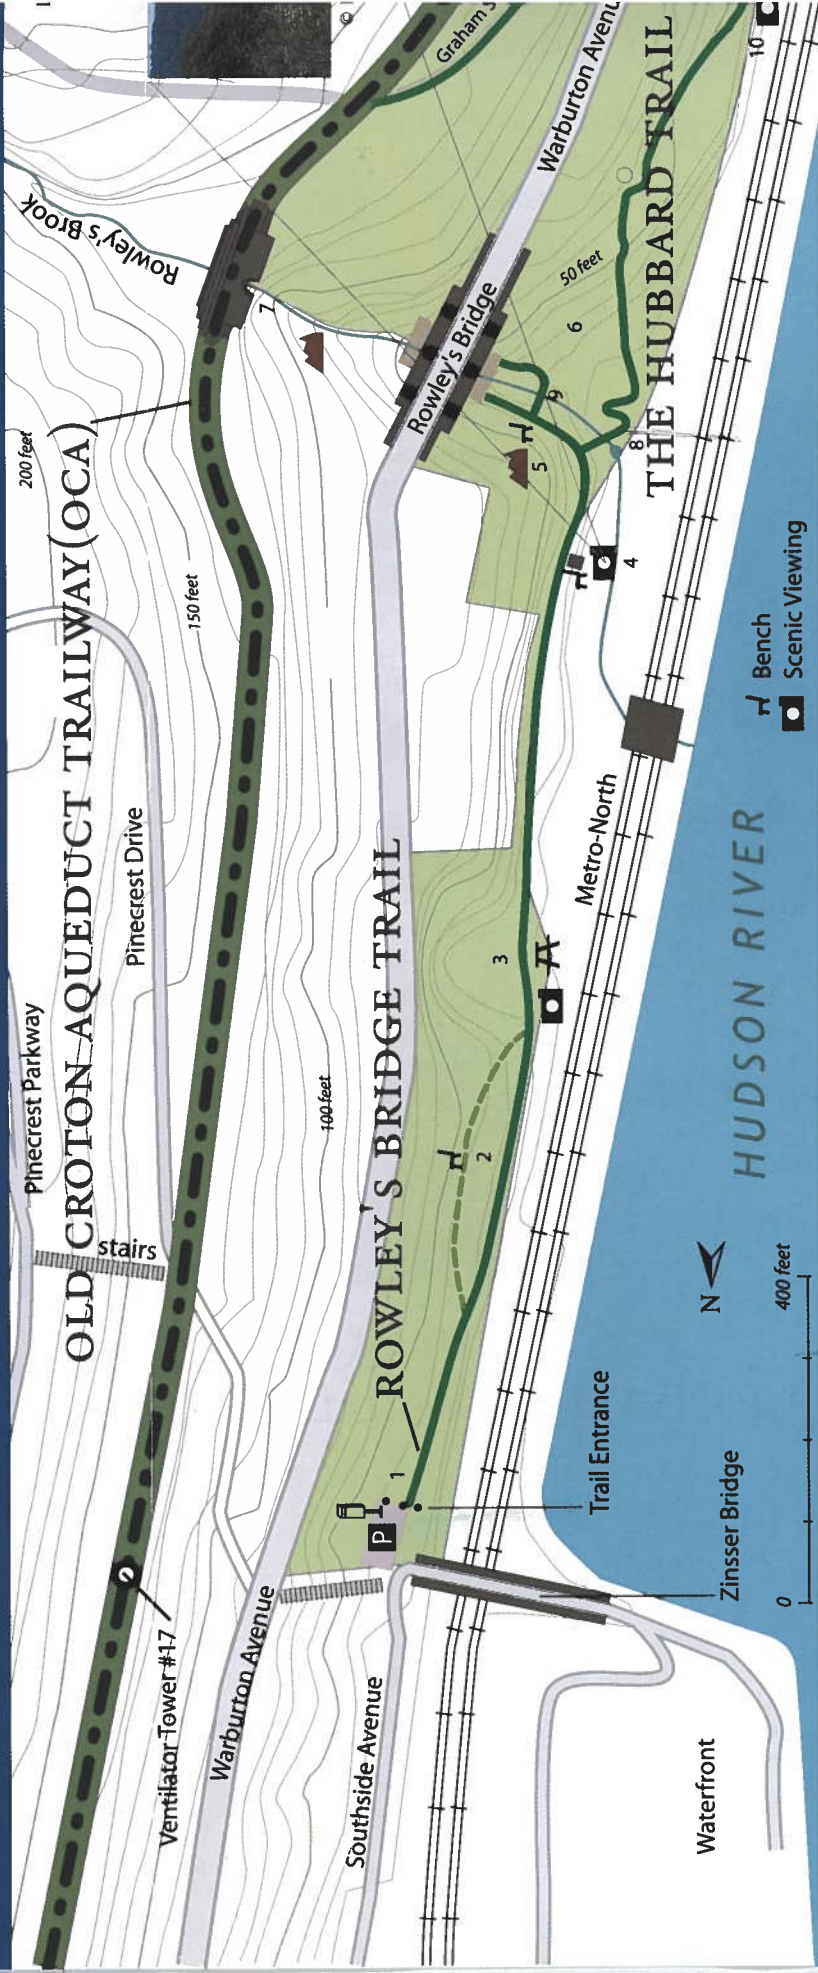 OLD CROTON AQUEDUCT TRAILWAY (OCA)
ROWLEY'S BRIDGE TRAIL
THE HUBBARD TRAIL
Ventilator Tower #17
Warburton Avenue
Southside Avenue
Waterfront
Zinsser Bridge
Trail Entrance
P
stairs
Pinecrest Parkway
Pinecrest Drive
100 feet
150 feet
200 feet
50 feet
Metro-North
HUDSON RIVER
N
0
400 feet
Bench
Scenic Viewing
Rowley's Brook
Rowley's Bridge
Warburton Avenu
Graham's
1
2
3
4
5
6
7
8
9
10
©